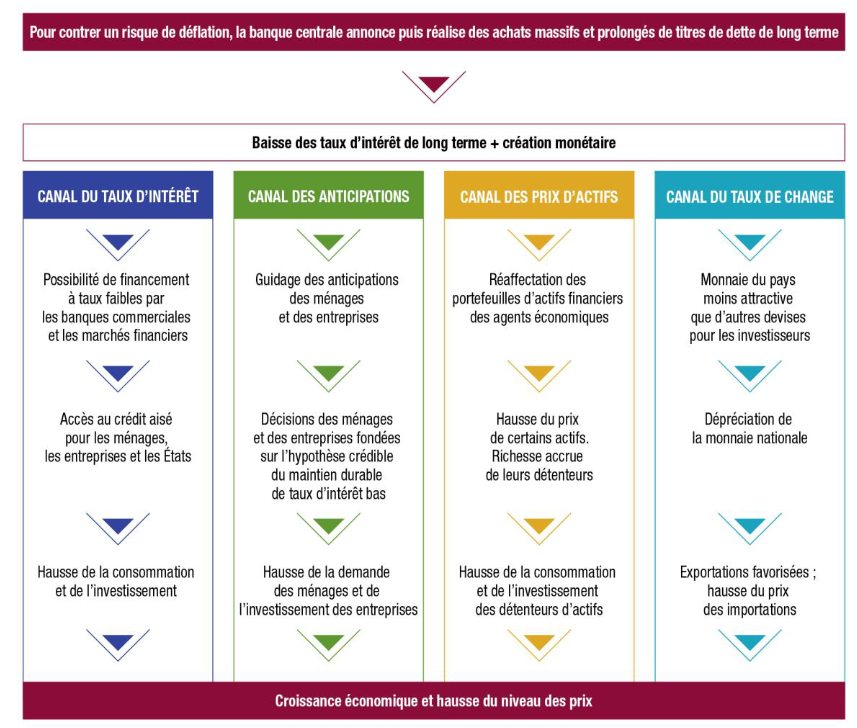 Pour contrer un risque de déflation, la banque centrale annonce puis réalise des achats massifs et prolongés de titres de dette de long terme
Baisse des taux d'intérêt de long terme + création monétaire
CANAL DU TAUX D'INTÉRÊT
Possibilité de financement
à taux faibles par
les banques commerciales
et les marchés financiers
Accès au crédit aisé
pour les ménages,
les entreprises et les États
Hausse de la consommation
et de l'investissement
CANAL DES ANTICIPATIONS
Guidage des anticipations
des ménages
et des entreprises
Décisions des ménages
et des entreprises fondées
sur l'hypothèse crédible
du maintien durable
de taux d'intérêt bas
Hausse de la demande
des ménages et de
l'investissement des entreprises
CANAL DES PRIX D'ACTIFS
Réaffectation des
portefeuilles d'actifs financiers
des agents économiques
Hausse du prix
de certains actifs.
Richesse accrue
de leurs détenteurs
Hausse de la consommation
et de l'investissement
des détenteurs d'actifs
CANAL DU TAUX DE CHANGE
Monnaie du pays
moins attractive
que d'autres devises
pour les investisseurs
Dépréciation de
la monnaie nationale
Exportations favorisées ;
hausse du prix
des importations
Croissance économique et hausse du niveau des prix